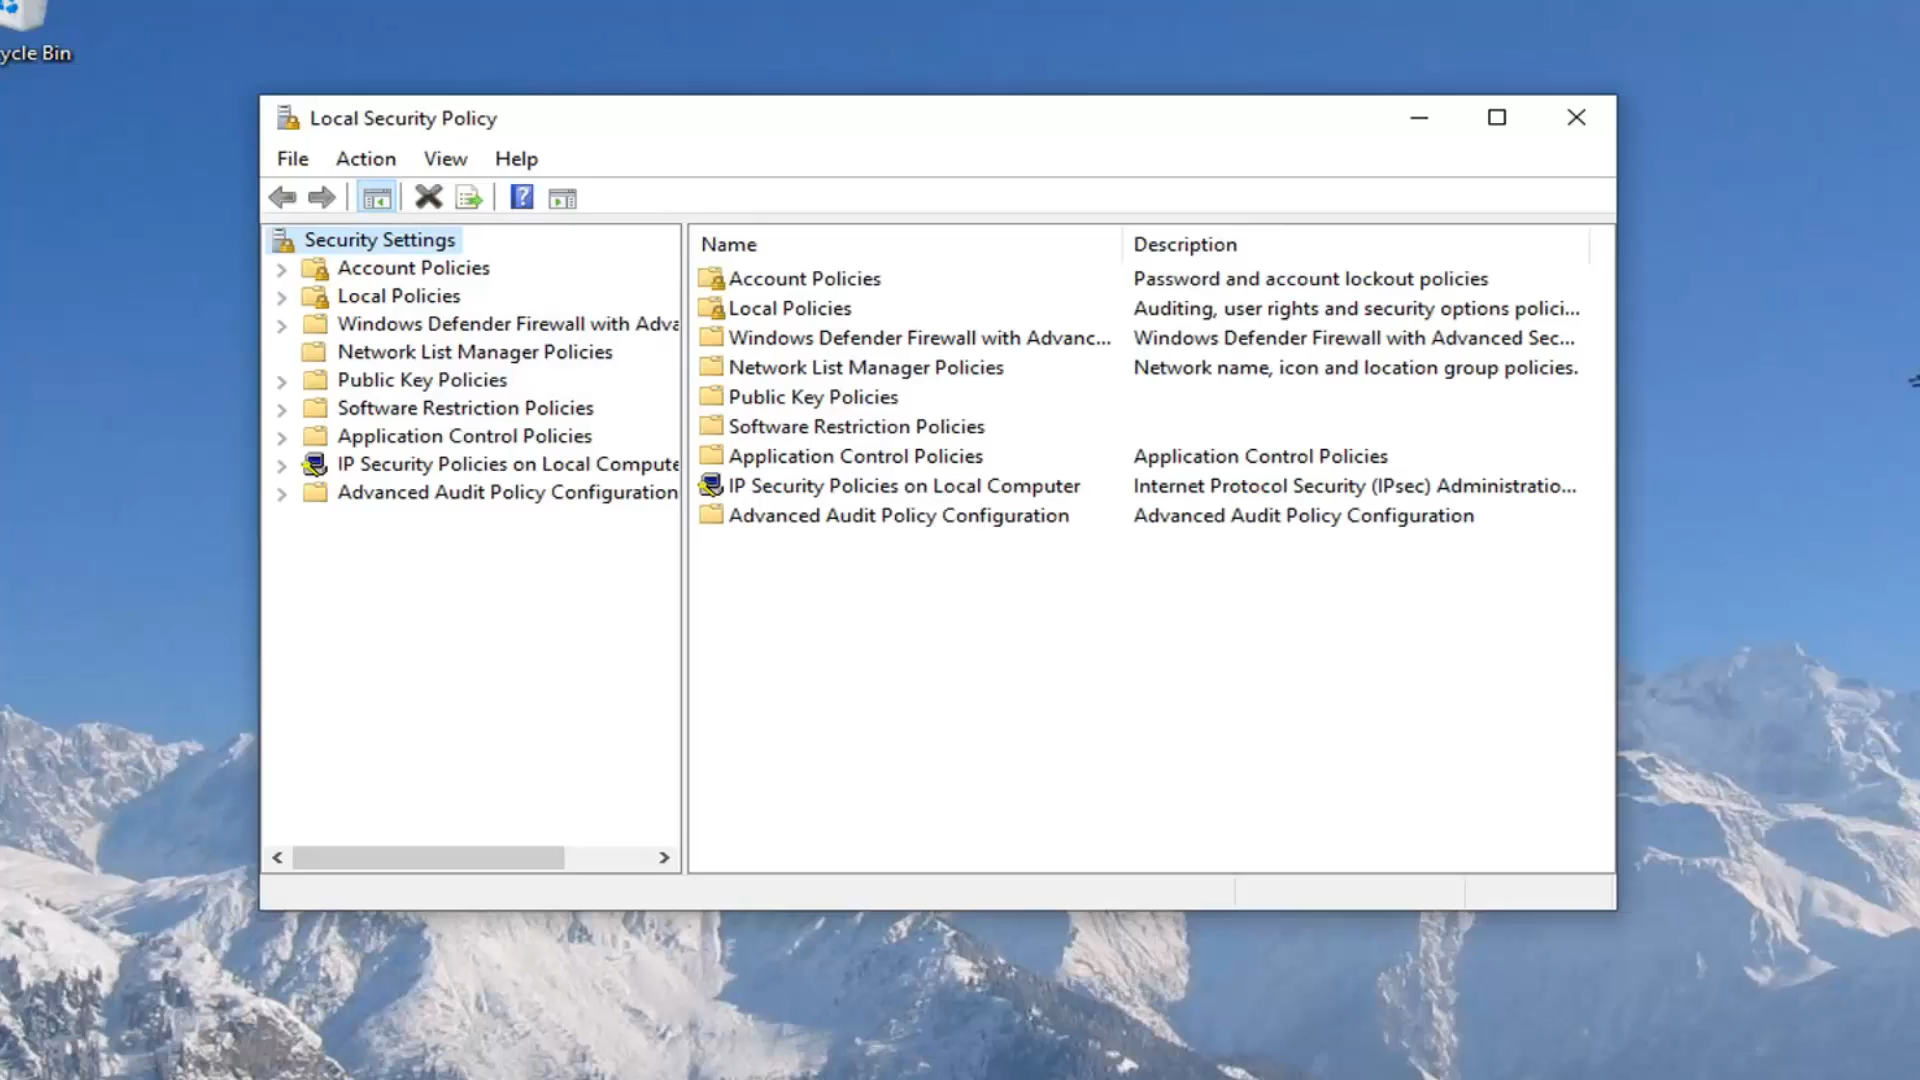 ycle Bin
Local Security Policy
File Action View Help
Security Settings
Account Policies
Local Policies
Windows Defender Firewall with Adva
Network List Manager Policies
Public Key Policies
Software Restriction Policies
Application Control Policies
IP Security Policies on Local Compute
Advanced Audit Policy Configuration
Name Description
Account Policies Password and account lockout policies
Local Policies Auditing, user rights and security options polici...
Windows Defender Firewall with Advanc... Windows Defender Firewall with Advanced Sec...
Network List Manager Policies Network name, icon and location group policies.
Public Key Policies
Software Restriction Policies
Application Control Policies Application Control Policies
IP Security Policies on Local Computer Internet Protocol Security (IPsec) Administratio...
Advanced Audit Policy Configuration Advanced Audit Policy Configuration